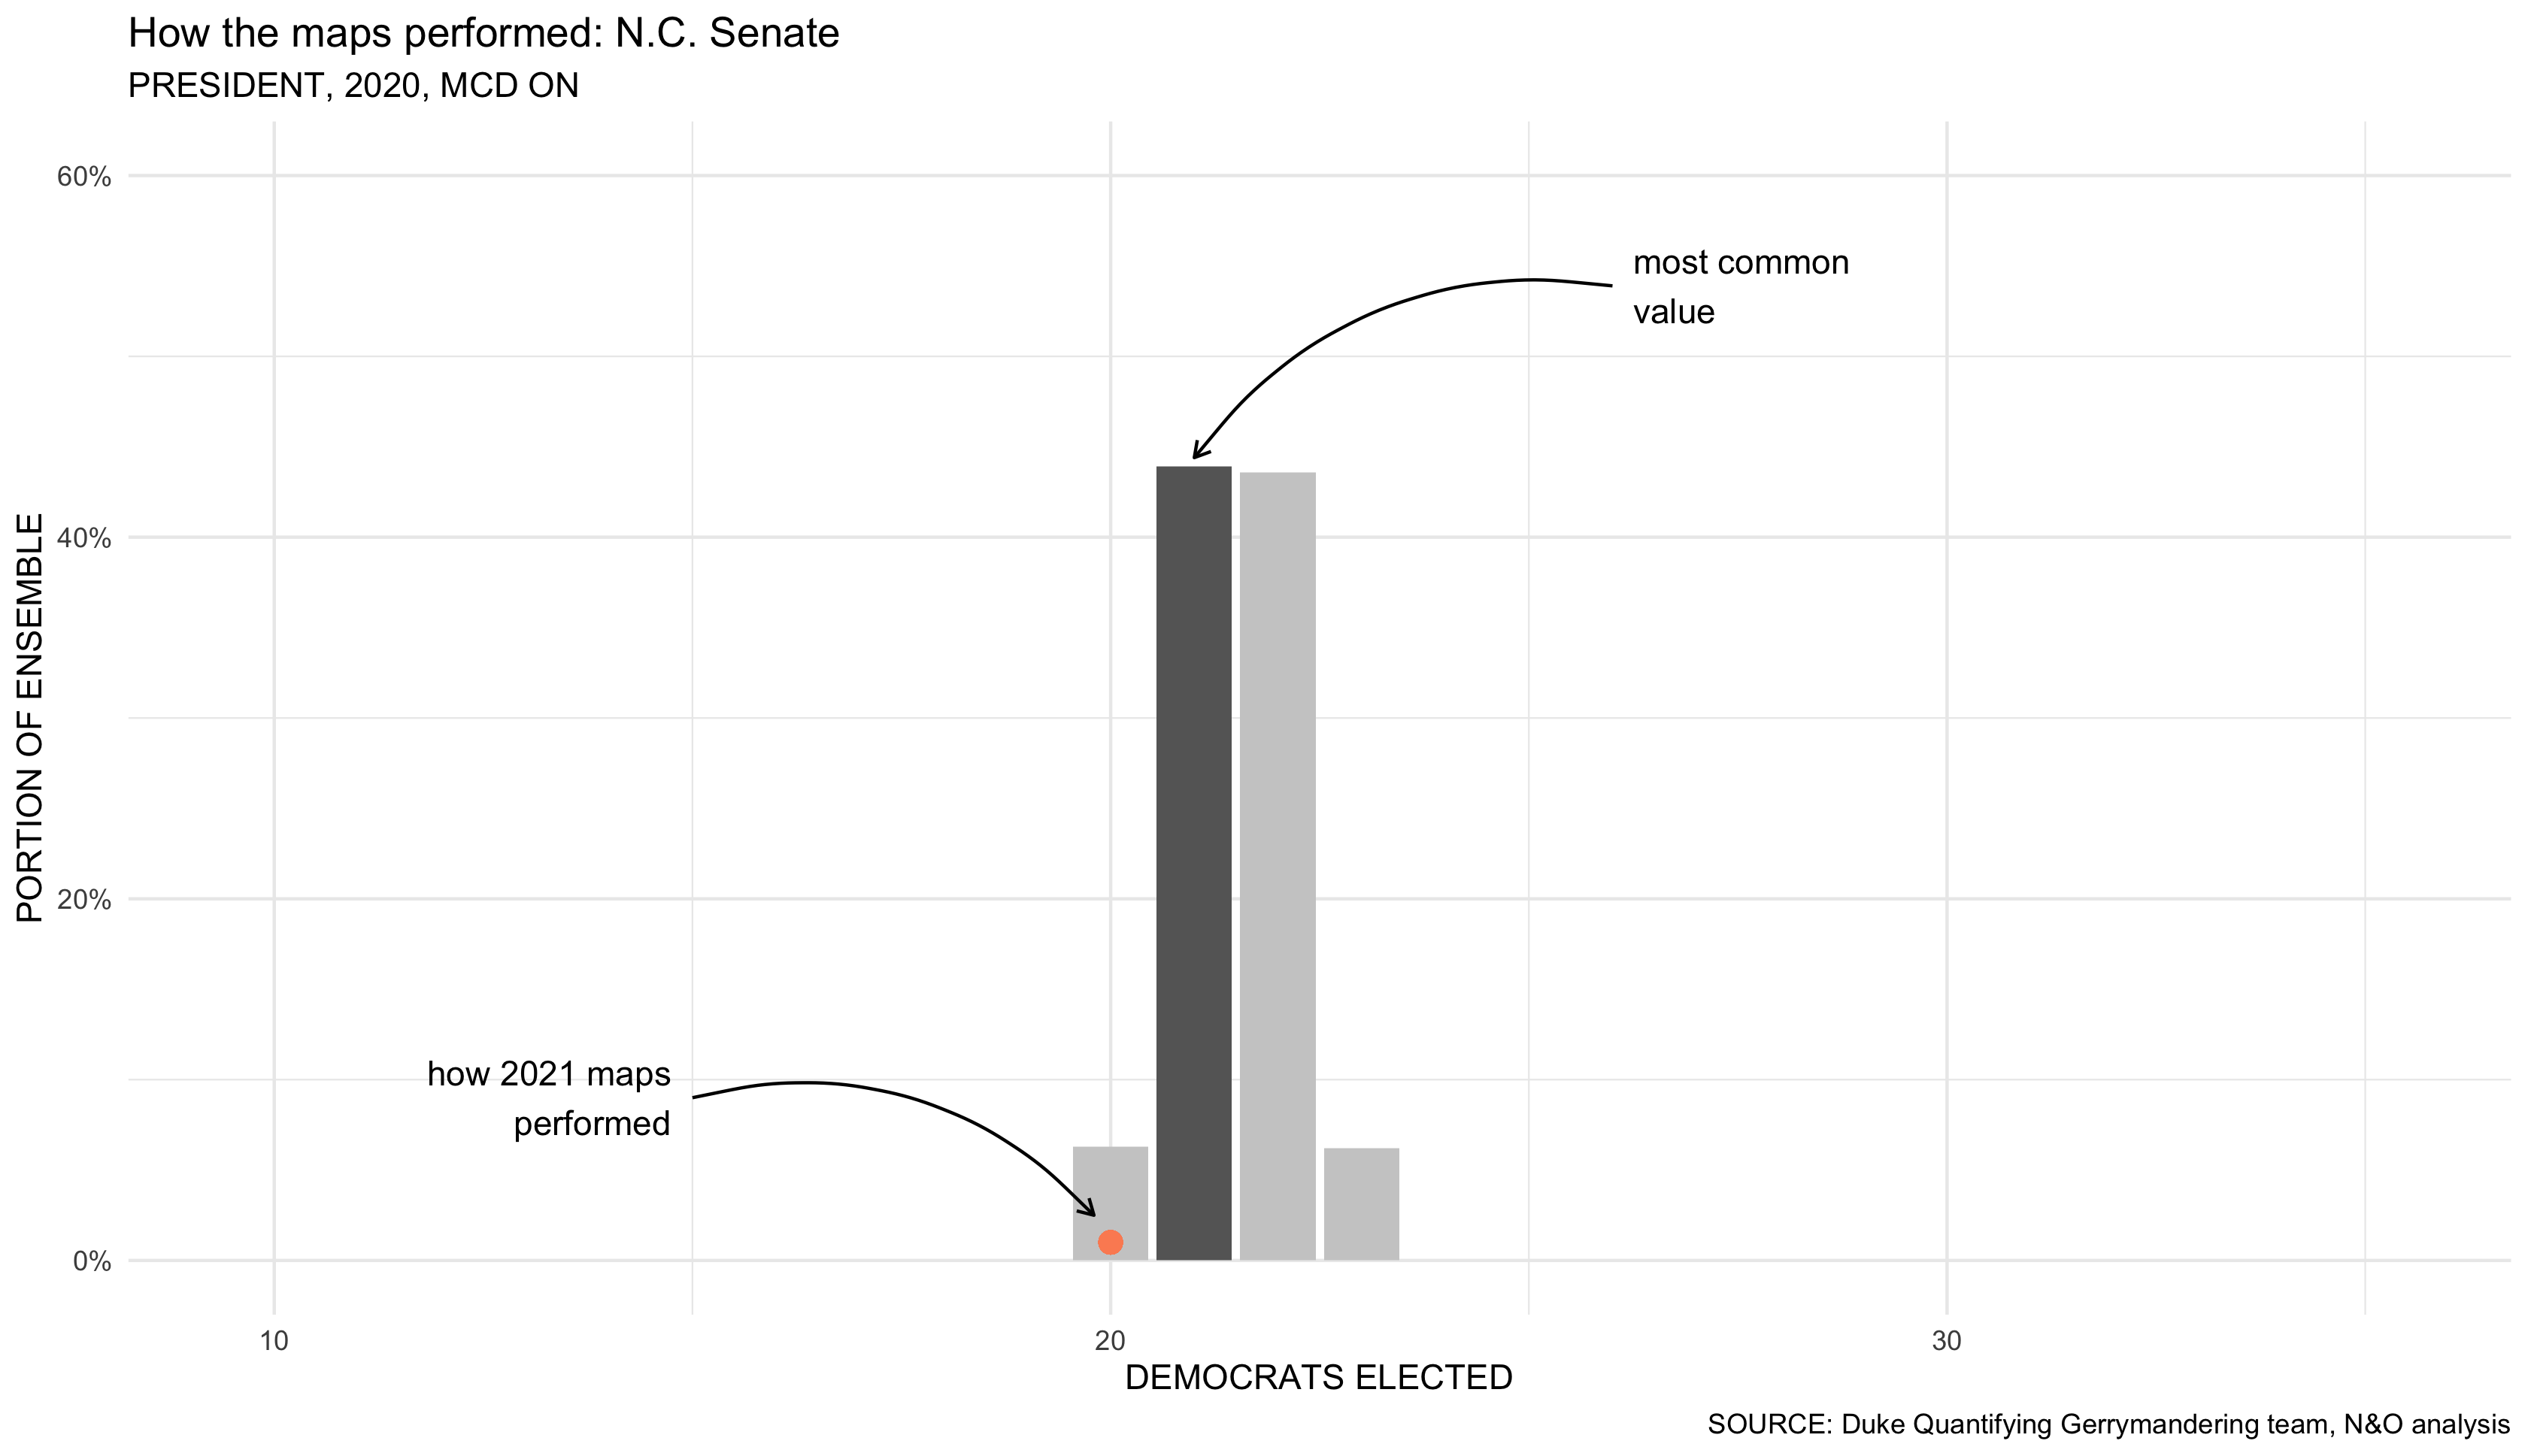 How the maps performed: N.C. Senate
PRESIDENT, 2020, MCD ON
60%
most common
value
40%
PORTION OF ENSEMBLE
20%
how 2021 maps
performed
0%
10
20
30
DEMOCRATS ELECTED
SOURCE: Duke Quantifying Gerrymandering team, N&O analysis